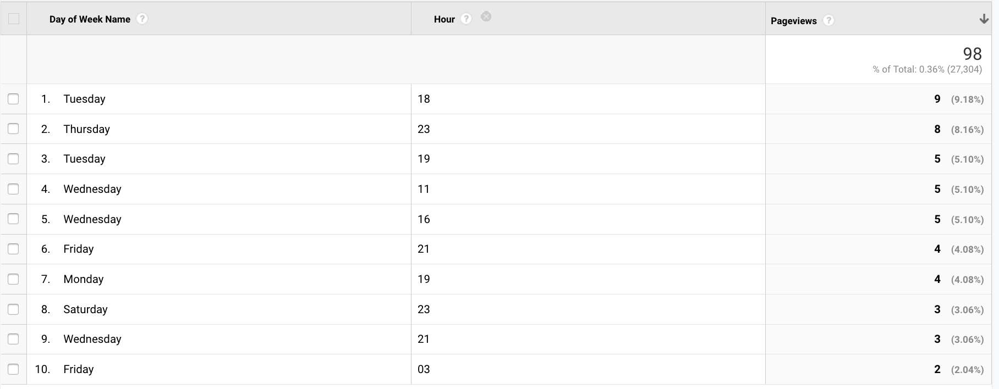 Day of Week Name ? Hour ? Pageviews ?
98
% of Total: 0.36% (27,304)
1. Tuesday 18 9 (9.18%)
2. Thursday 23 8 (8.16%)
3. Tuesday 19 5 (5.10%)
4. Wednesday 11 5 (5.10%)
5. Wednesday 16 5 (5.10%)
6. Friday 21 4 (4.08%)
7. Monday 19 4 (4.08%)
8. Saturday 23 3 (3.06%)
9. Wednesday 21 3 (3.06%)
10. Friday 03 2 (2.04%)